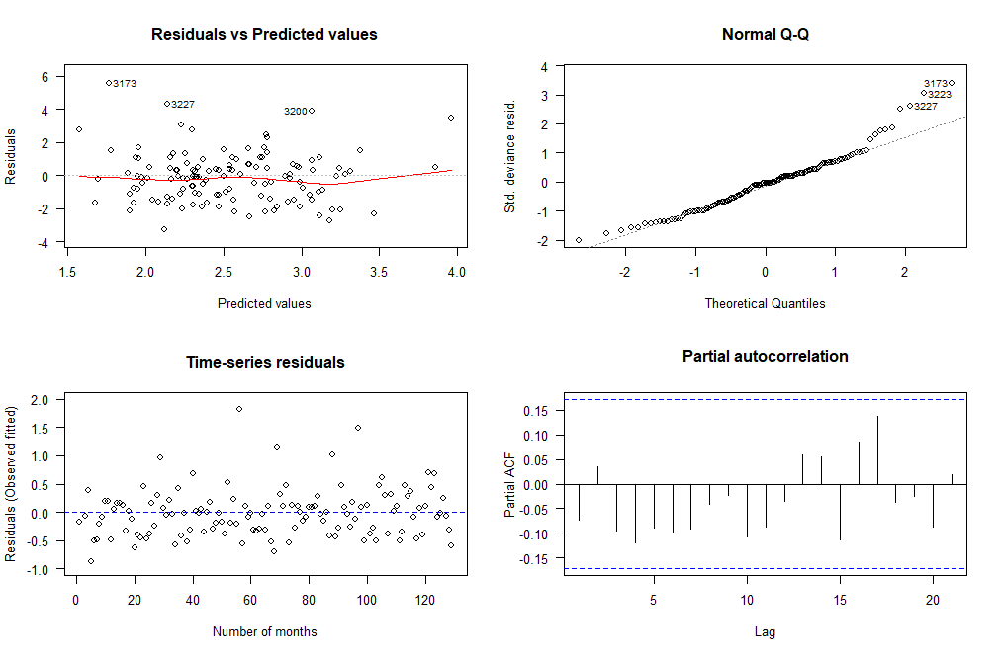 Residuals vs Predicted values
Residuals
6
4
2
0
-2
-4
3173
3227
3200
1.5 2.0 2.5 3.0 3.5 4.0
Predicted values
Normal Q-Q
Std. deviance resid.
4
3
2
1
0
-1
-2
3173
3223
3227
-2 -1 0 1 2
Theoretical Quantiles
Time-series residuals
Residuals (Observed fitted)
2.0
1.5
1.0
0.5
0.0
-0.5
-1.0
0 20 40 60 80 100 120
Number of months
Partial autocorrelation
Partial ACF
0.15
0.10
0.05
0.00
-0.05
-0.10
-0.15
5 10 15 20
Lag